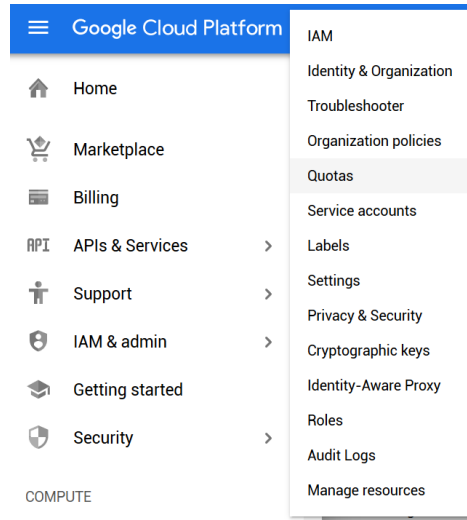 Google Cloud Platform
Home
Marketplace
Billing
API APIs & Services
Support
IAM & admin
Getting started
Security
COMPUTE
IAM
Identity & Organization
Troubleshooter
Organization policies
Quotas
Service accounts
Labels
Settings
Privacy & Security
Cryptographic keys
Identity-Aware Proxy
Roles
Audit Logs
Manage resources